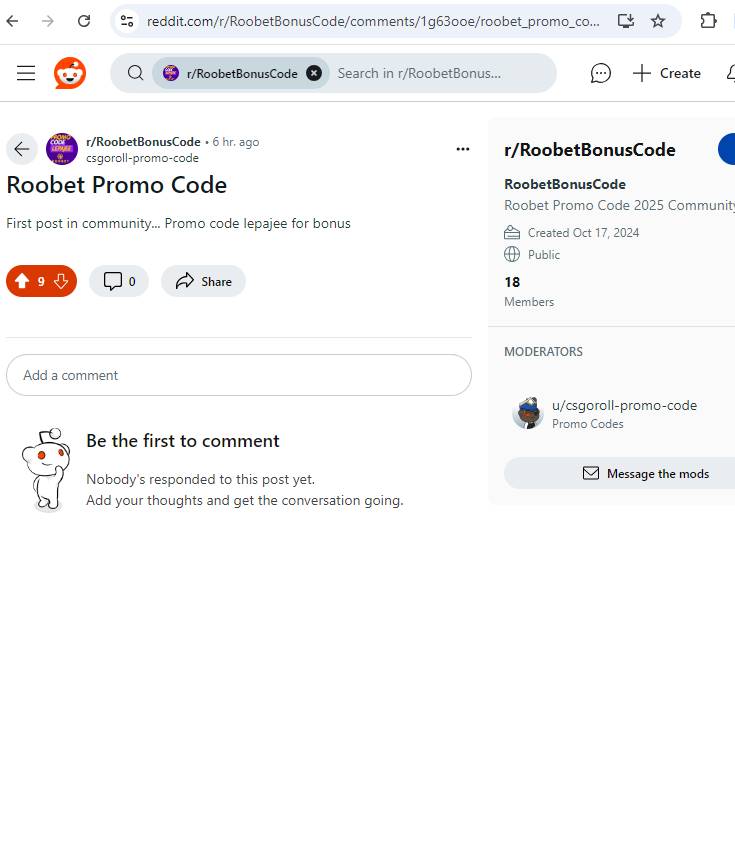 reddit.com/r/RoobetBonusCode/comments/1g63ooe/roobet_promo_co...
r/RoobetBonusCode
Search in r/RoobetBonus...
Create
r/RoobetBonusCode • 6 hr. ago
csgoroll-promo-code
Roobet Promo Code
First post in community... Promo code lepajee for bonus
9
0
Share
Add a comment
Be the first to comment
Nobody's responded to this post yet.
Add your thoughts and get the conversation going.
r/RoobetBonusCode
RoobetBonusCode
Roobet Promo Code 2025 Community
Created Oct 17, 2024
Public
18
Members
MODERATORS
u/csgoroll-promo-code
Promo Codes
Message the mods